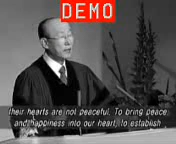 DEMO
their hearts are not peaceful. To bring peace
and happiness into our heart, to establish